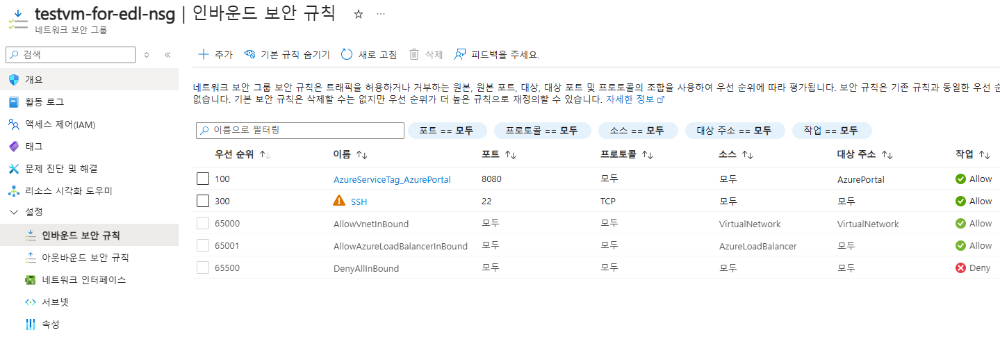 testvm-for-edl-nsg | 인바운드 보안 규칙
네트워크 보안 그룹
검색
개요
활동 로그
액세스 제어(IAM)
태그
문제 진단 및 해결
리소스 시각화 도우미
설정
인바운드 보안 규칙
아웃바운드 보안 규칙
네트워크 인터페이스
서브넷
속성
추가 기본 규칙 숨기기 새로 고침 삭제 피드백을 주세요.
네트워크 보안 그룹 보안 규칙은 트래픽을 허용하거나 거부하는 원본, 원본 포트, 대상, 대상 포트 및 프로토콜의 조합을 사용하여 우선 순위에 따라 평가됩니다. 보안 규칙은 기존 규칙과 동일한 우선 순
없습니다. 기본 보안 규칙은 삭제할 수는 없지만 우선 순위가 더 높은 규칙으로 재정의할 수 있습니다. 자세한 정보
이름으로 필터링 포트 == 모두 프로토콜 == 모두 소스 == 모두 대상 주소 == 모두 작업 == 모두
우선 순위 이름 포트 프로토콜 소스 대상 주소 작업
100 AzureServiceTag_AzurePortal 8080 모두 모두 AzurePortal Allow
300 SSH 22 TCP 모두 모두 Allow
65000 AllowVnetInBound 모두 모두 VirtualNetwork VirtualNetwork Allow
65001 AllowAzureLoadBalancerInBound 모두 모두 AzureLoadBalancer 모두 Allow
65500 DenyAllInBound 모두 모두 모두 모두 Deny